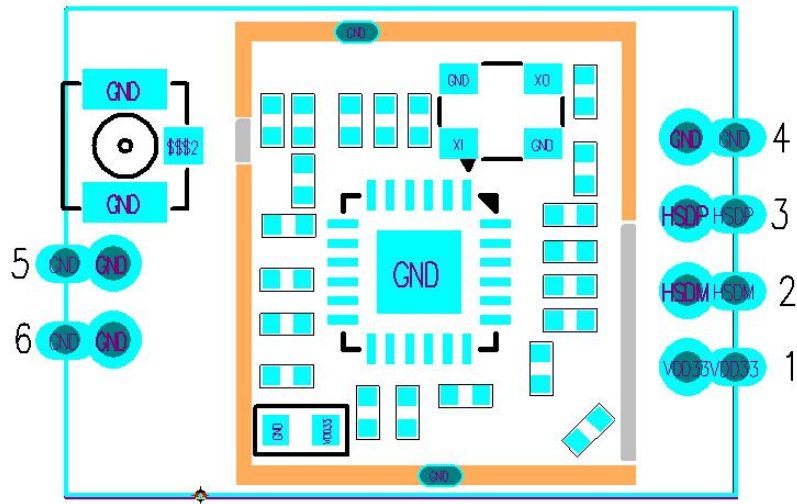 GND
GND
$$$2
GND
GND
XO
XI
GND
GND GND 4
HSDP HSDP 3
5 GND GND
GND
HSDM HSDM 2
6 GND GND
VDD33 VDD33 1
GND
VDD33
GND